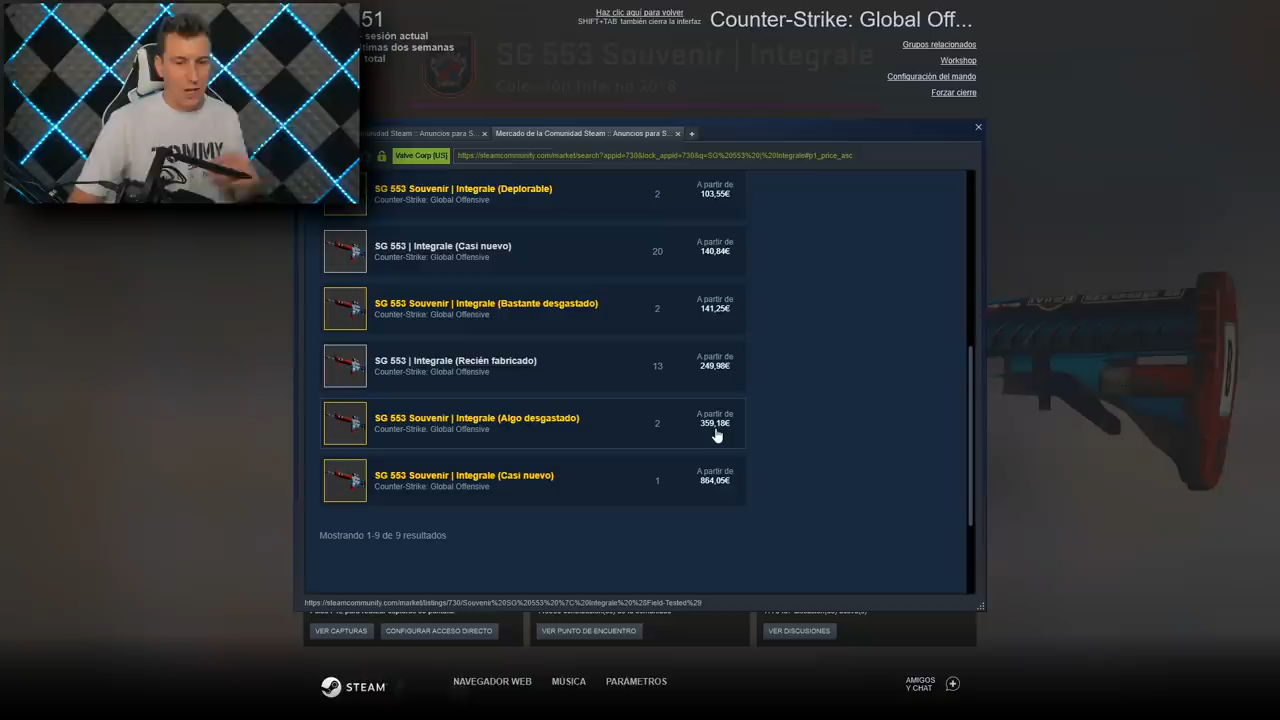 51
sesión actual
timas dos semanas
total
Haz clic aquí para volver
SHIFT+TAB también cierra la interfaz
Counter-Strike: Global Off...
Grupos relacionados
Workshop
Configuración del mando
Forzar cierre
SG 553 Souvenir | Integrale
Colección Inferno 2018
unidad Steam :: Anuncios para S... ×
Mercado de la Comunidad Steam :: Anuncios para S... ×
+
×
Valve Corp [US]
https://steamcommunity.com/market/search?appid=730&lock_appid=730&q=SG%20553%20|%20Integrale#p1_price_asc
SG 553 Souvenir | Integrale (Deplorable)
Counter-Strike: Global Offensive
2
A partir de
103,55€
SG 553 | Integrale (Casi nuevo)
Counter-Strike: Global Offensive
20
A partir de
140,84€
SG 553 Souvenir | Integrale (Bastante desgastado)
Counter-Strike: Global Offensive
2
A partir de
141,25€
SG 553 | Integrale (Recién fabricado)
Counter-Strike: Global Offensive
13
A partir de
249,98€
SG 553 Souvenir | Integrale (Algo desgastado)
Counter-Strike: Global Offensive
2
A partir de
359,18€
SG 553 Souvenir | Integrale (Casi nuevo)
Counter-Strike: Global Offensive
1
A partir de
864,05€
Mostrando 1-9 de 9 resultados
https://steamcommunity.com/market/listings/730/Souvenir%20SG%20553%20%7C%20Integrale%20%28Field-Tested%29
VER CAPTURAS
CONFIGURAR ACCESO DIRECTO
VER PUNTO DE ENCUENTRO
VER DISCUSIONES
STEAM
NAVEGADOR WEB
MÚSICA
PARÁMETROS
AMIGOS
Y CHAT